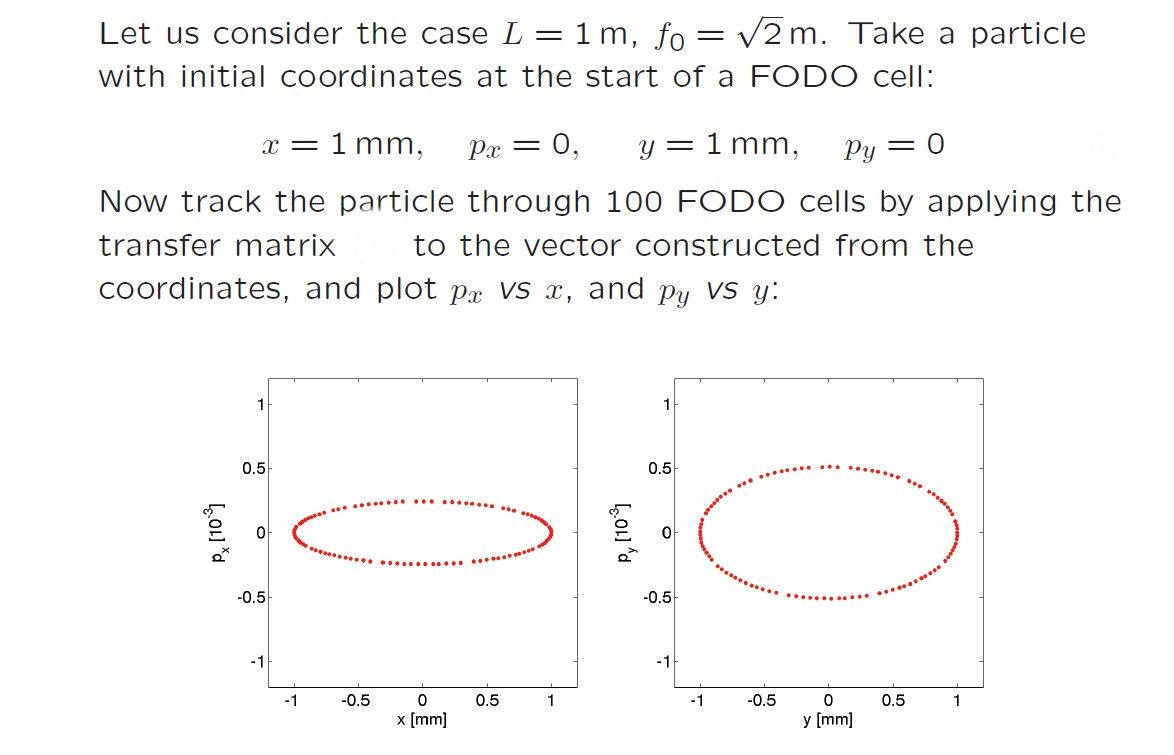 Let us consider the case L = 1 m, f₀ = √2 m. Take a particle
with initial coordinates at the start of a FODO cell:
x = 1 mm, pₓ = 0, y = 1 mm, p_y = 0 (8)
Now track the particle through 100 FODO cells by applying the
transfer matrix (7) to the vector constructed from the
coordinates, and plot pₓ vs x, and p_y vs y:
1
0.5
0
-0.5
-1
pₓ [10⁻³]
-1 -0.5 0 0.5 1
x [mm]
1
0.5
0
-0.5
-1
p_y [10⁻³]
-1 -0.5 0 0.5 1
y [mm]